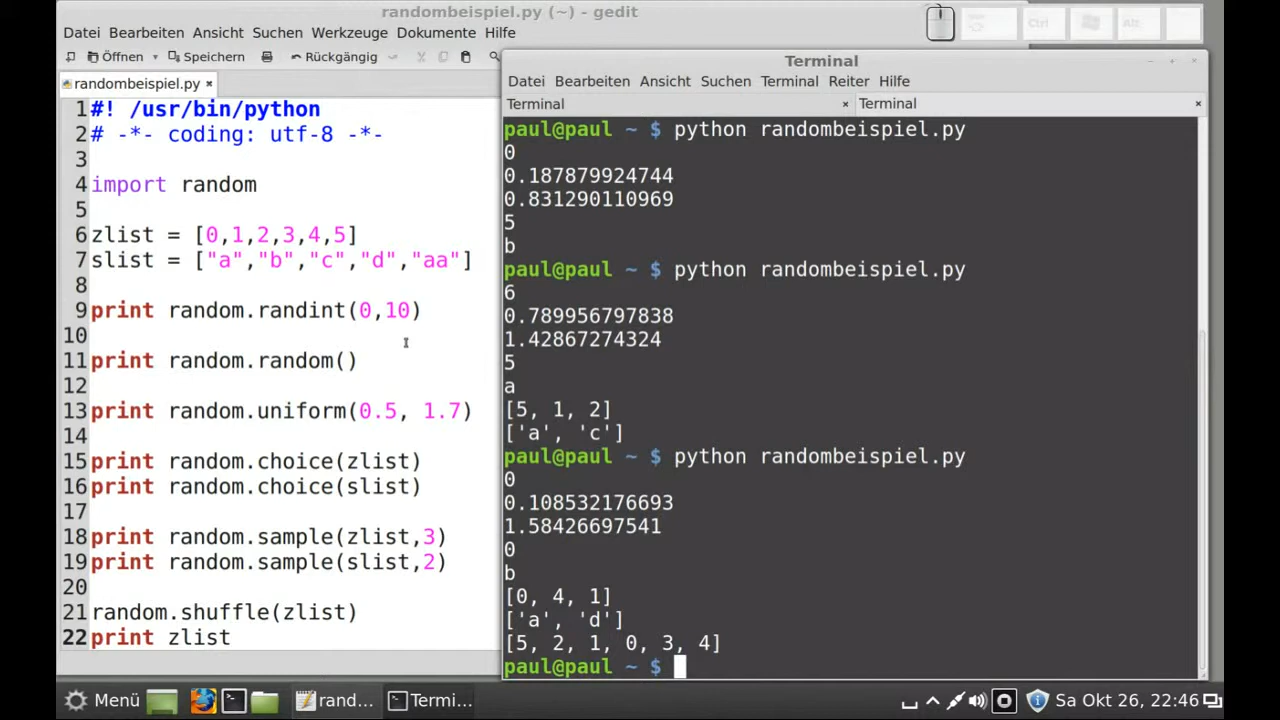 randombeispiel.py (~) - gedit
Datei Bearbeiten Ansicht Suchen Werkzeuge Dokumente Hilfe
Öffnen Speichern Rückgängig
randombeispiel.py ×
1 #! /usr/bin/python
2 # -*- coding: utf-8 -*-
3
4 import random
5
6 zlist = [0,1,2,3,4,5]
7 slist = ["a","b","c","d","aa"]
8
9 print random.randint(0,10)
10
11 print random.random()
12
13 print random.uniform(0.5, 1.7)
14
15 print random.choice(zlist)
16 print random.choice(slist)
17
18 print random.sample(zlist,3)
19 print random.sample(slist,2)
20
21 random.shuffle(zlist)
22 print zlist
Ctrl Alt
Terminal
Datei Bearbeiten Ansicht Suchen Terminal Reiter Hilfe
Terminal × Terminal ×
paul@paul ~ $ python randombeispiel.py
0
0.187879924744
0.831290110969
5
b
paul@paul ~ $ python randombeispiel.py
6
0.789956797838
1.42867274324
5
a
[5, 1, 2]
['a', 'c']
paul@paul ~ $ python randombeispiel.py
0
0.108532176693
1.58426697541
0
b
[0, 4, 1]
['a', 'd']
[5, 2, 1, 0, 3, 4]
paul@paul ~ $
Menü rand... Termi... Sa Okt 26, 22:46